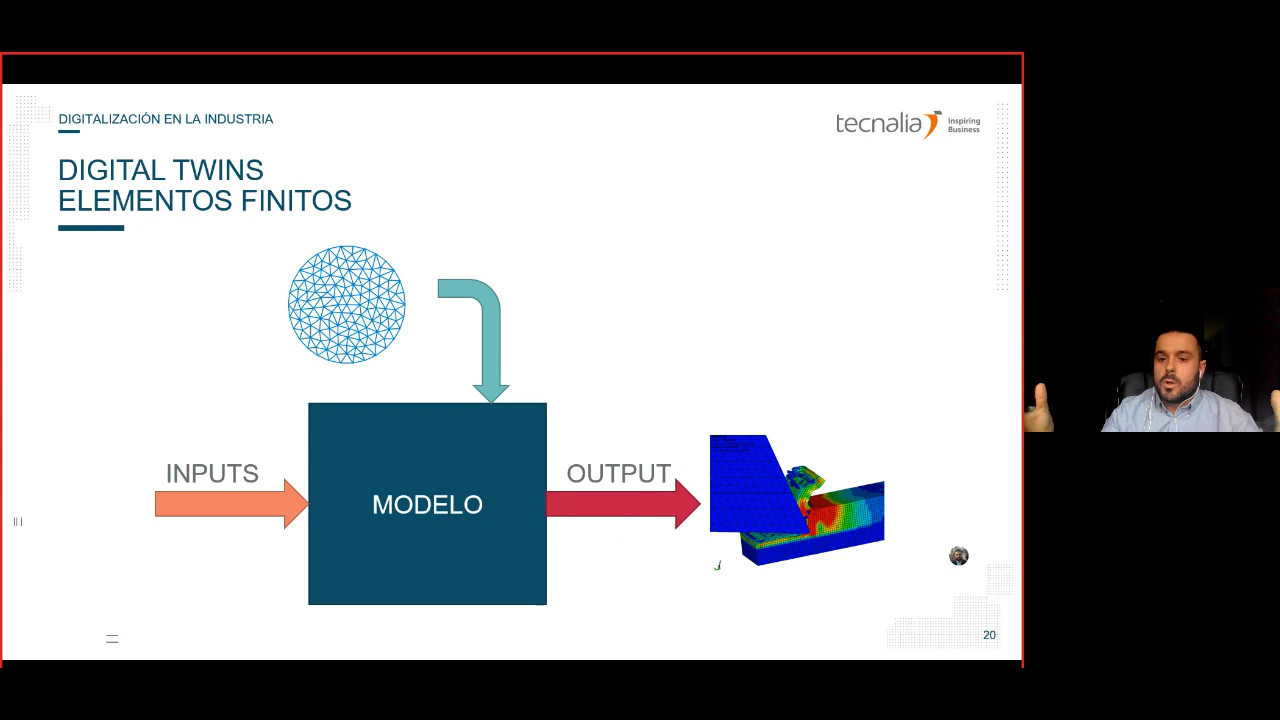 DIGITALIZACIÓN EN LA INDUSTRIA
tecnalia
Inspiring
Business
DIGITAL TWINS
ELEMENTOS FINITOS
INPUTS
MODELO
OUTPUT
20